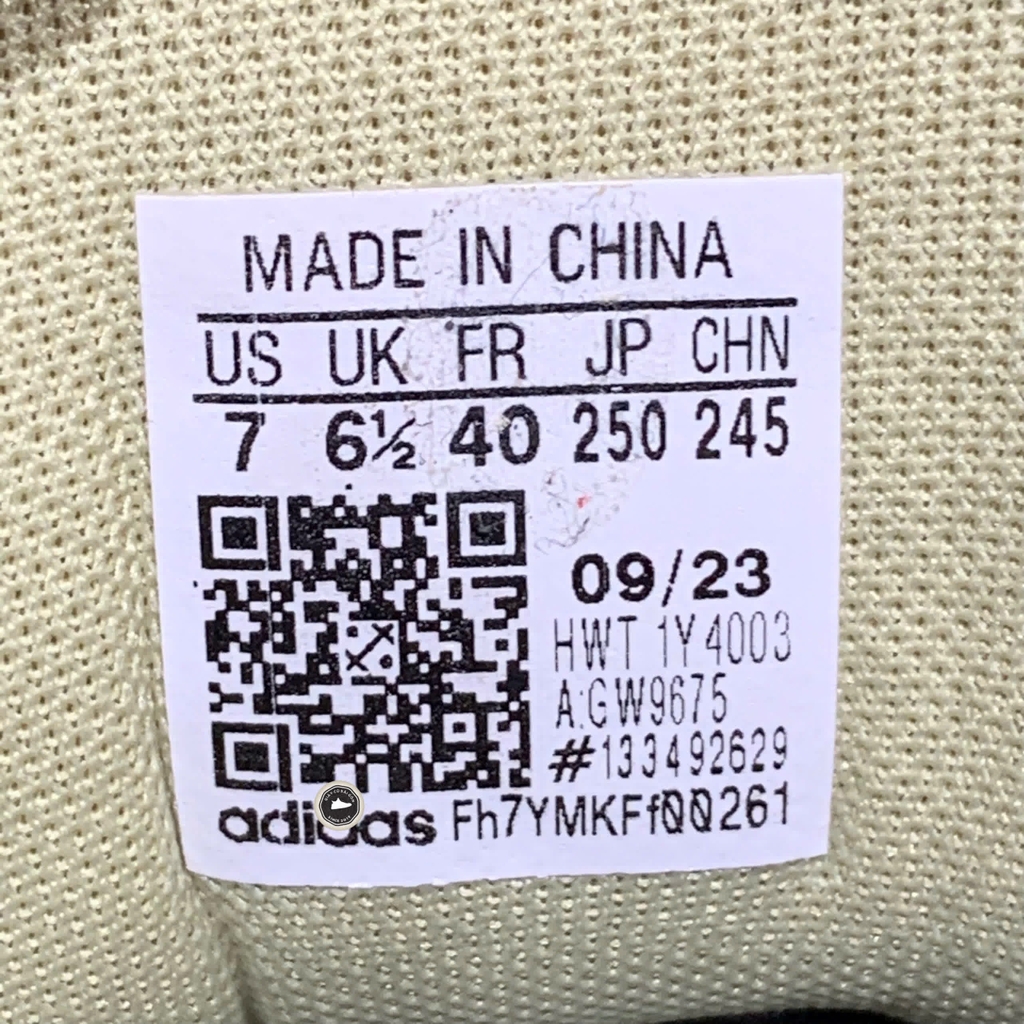 MADE IN CHINA
US UK FR JP CHN
7 6½ 40 250 245
09/23
HWT 1Y4003
A:GW9675
#133492629
adidas Fh7YMKFf00261